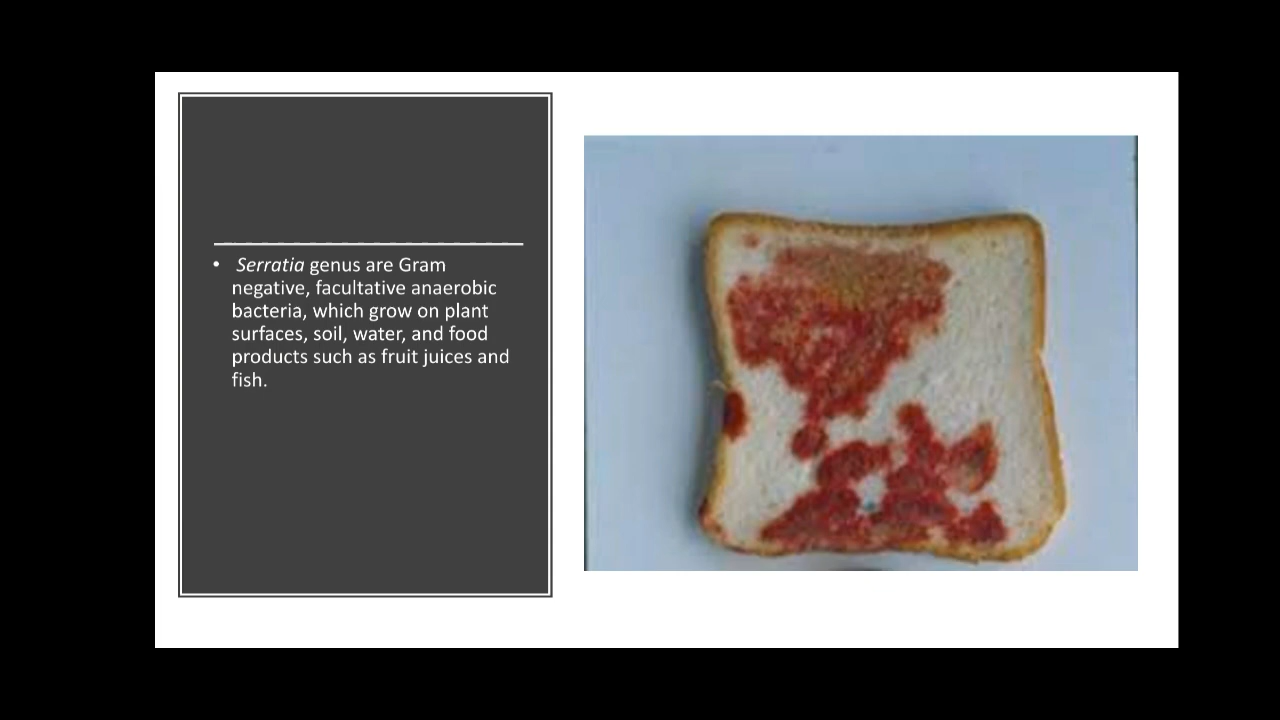 • Serratia genus are Gram
negative, facultative anaerobic
bacteria, which grow on plant
surfaces, soil, water, and food
products such as fruit juices and
fish.